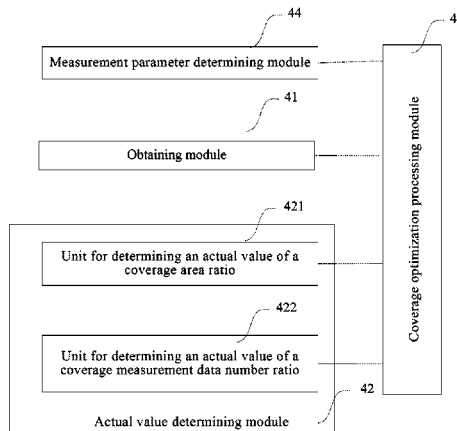 44
4
Measurement parameter determining module
41
Obtaining module
421
Unit for determining an actual value of a
coverage area ratio
422
Unit for determining an actual value of a
coverage measurement data number ratio
42
Actual value determining module
Coverage optimization processing module